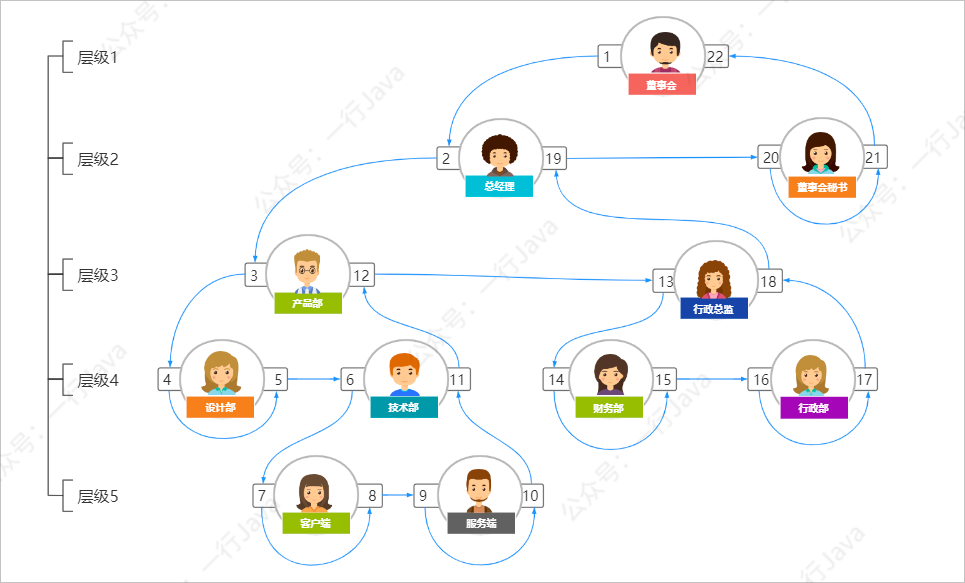 层级1
1
22
董事会
层级2
2
19
总经理
20
21
董事会秘书
层级3
3
12
产品部
13
18
行政总监
层级4
4
5
设计部
6
11
技术部
14
15
财务部
16
17
行政部
层级5
7
8
客户端
9
10
服务端
公众号：一行Java